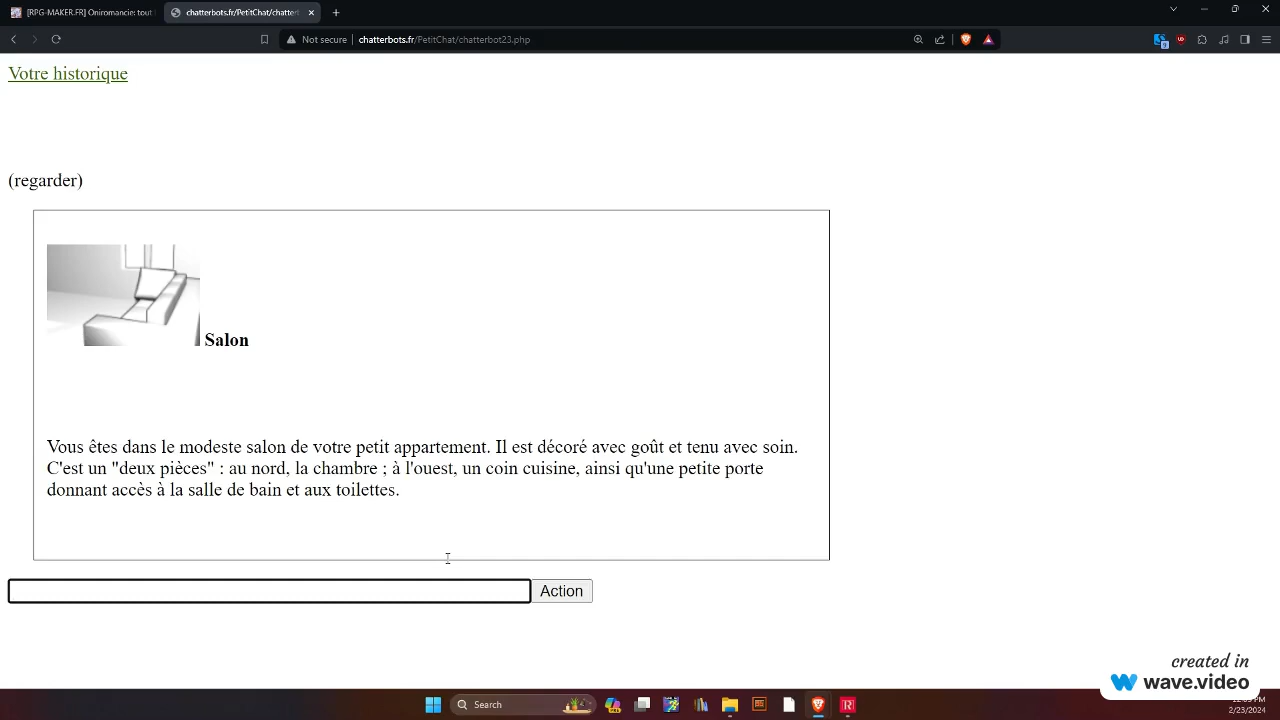 [RPG-MAKER.FR] Oniromancie: tout
chatterbots.fr/PetitChat/chatter
Not secure
chatterbots.fr/PetitChat/chatterbot23.php
Votre historique
(regarder)
Salon
Vous êtes dans le modeste salon de votre petit appartement. Il est décoré avec goût et tenu avec soin.
C'est un "deux pièces" : au nord, la chambre ; à l'ouest, un coin cuisine, ainsi qu'une petite porte
donnant accès à la salle de bain et aux toilettes.
Action
created in
wave.video
Search
2/23/2024